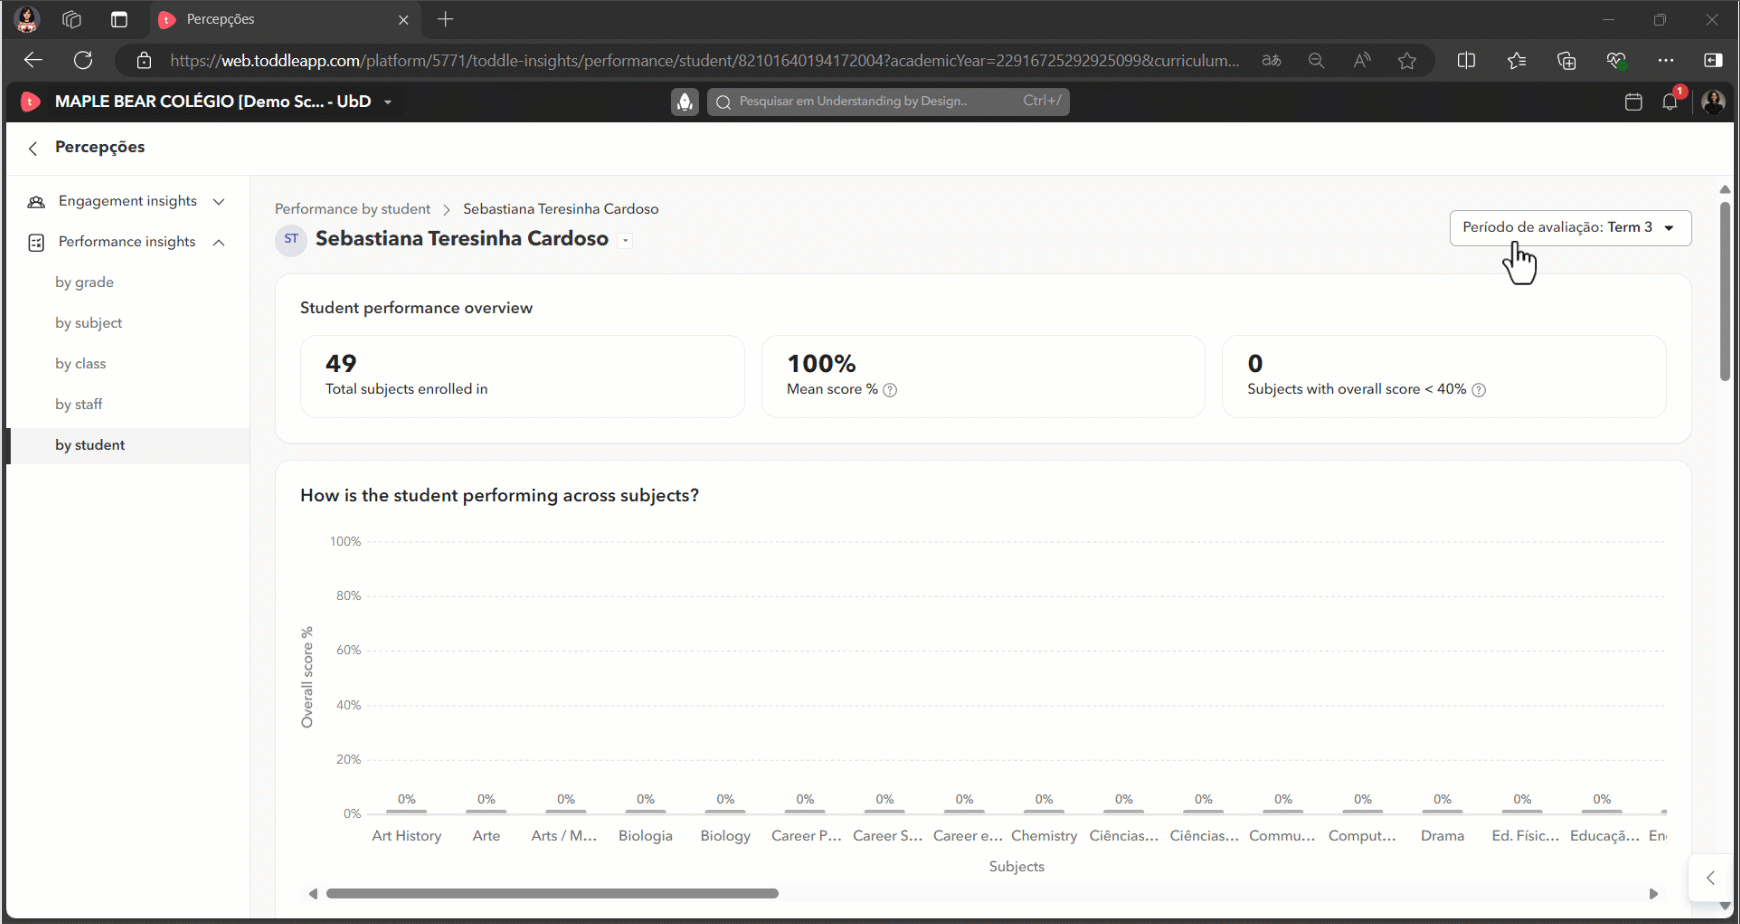 Percepções
https://web.toddleapp.com/platform/5771/toddle-insights/performance/student/82101640194172004?academicYear=22916725292925099&curriculum...
MAPLE BEAR COLÉGIO [Demo Sc... - UbD
Pesquisar em Understanding by Design..
Ctrl+/
1
Percepções
Engagement insights
Performance insights
by grade
by subject
by class
by staff
by student
Performance by student > Sebastiana Teresinha Cardoso
ST Sebastiana Teresinha Cardoso
Período de avaliação: Term 3
Student performance overview
49
Total subjects enrolled in
100%
Mean score %
0
Subjects with overall score < 40%
How is the student performing across subjects?
Overall score %
100%
80%
60%
40%
20%
0%
0% 0% 0% 0% 0% 0% 0% 0% 0% 0% 0% 0% 0% 0% 0% 0%
Art History Arte Arts / M... Biologia Biology Career P... Career S... Career e... Chemistry Ciências... Ciências... Commu... Comput... Drama Ed. Físic... Educaçã... En
Subjects